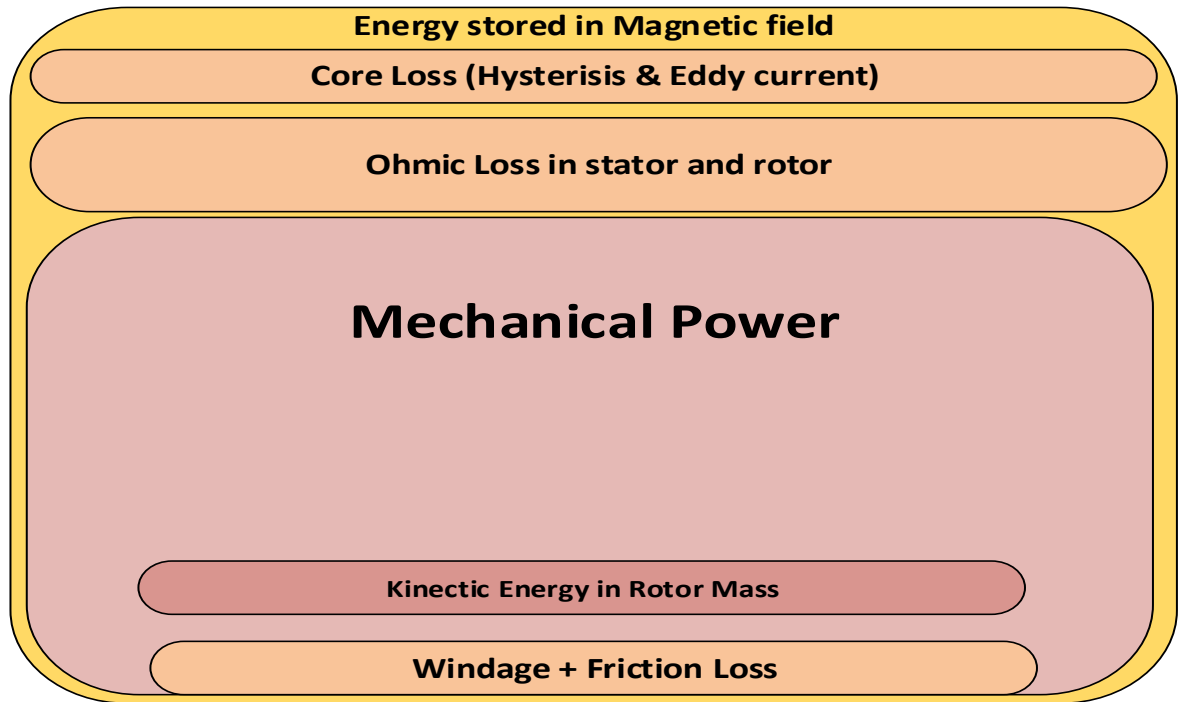 Energy stored in Magnetic field
Core Loss (Hysterisis & Eddy current)
Ohmic Loss in stator and rotor
Mechanical Power
Kinectic Energy in Rotor Mass
Windage + Friction Loss